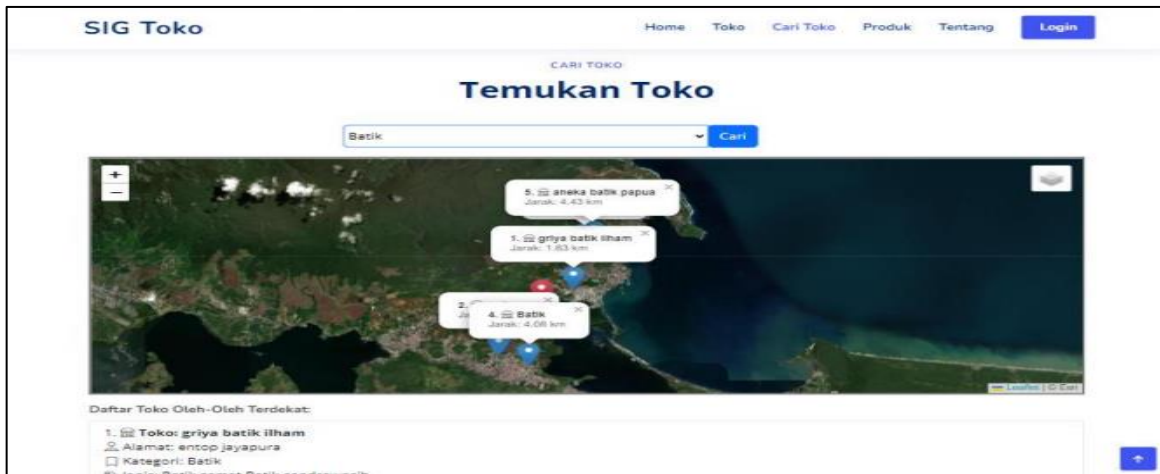 SIG Toko
Home Toko Cari Toko Produk Tentang Login
CARI TOKO
Temukan Toko
Batik Cari
+
−
5. aneka batik papua ×
Jarak: 4.43 km
1. griya batik ilham ×
Jarak: 1.63 km
2. ×
4. Batik ×
Jarak: 4.08 km
Leaflet | © Esri
Daftar Toko Oleh-Oleh Terdekat:
1. Toko: griya batik ilham
Alamat: entop jayapura
Kategori: Batik